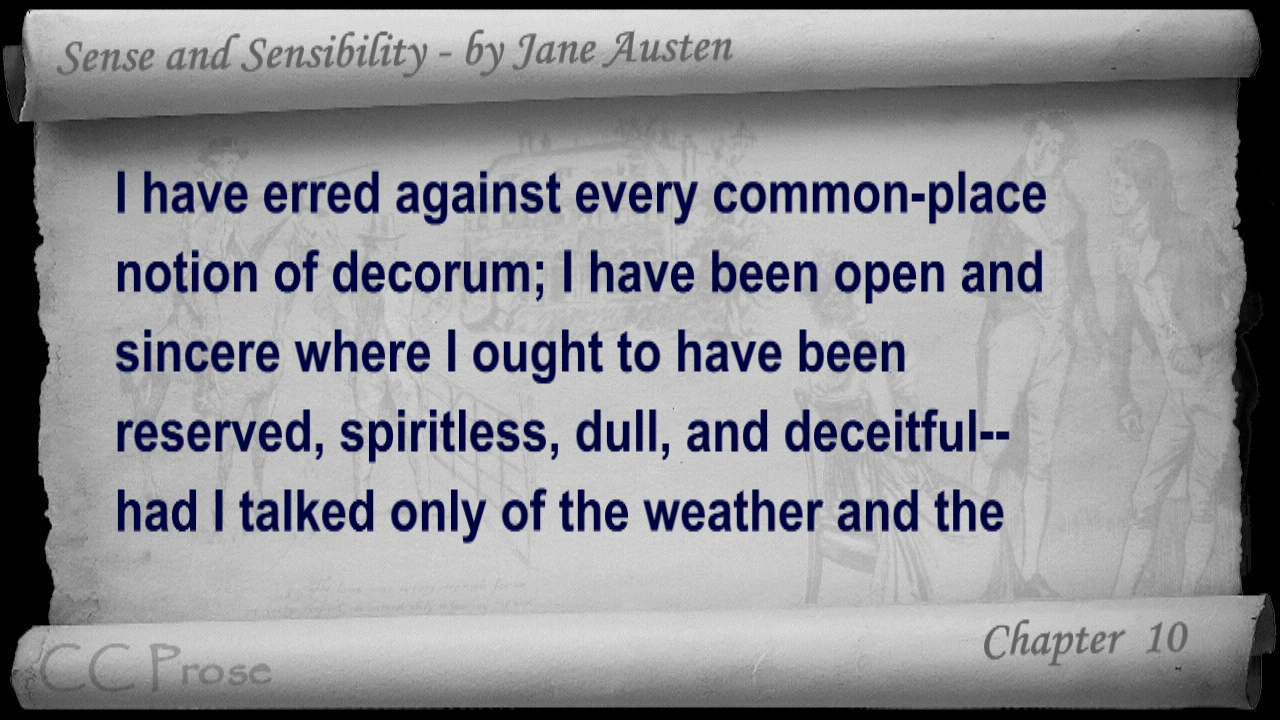 Sense and Sensibility - by Jane Austen
I have erred against every common-place
notion of decorum; I have been open and
sincere where I ought to have been
reserved, spiritless, dull, and deceitful--
had I talked only of the weather and the
Chapter 10
CC Prose